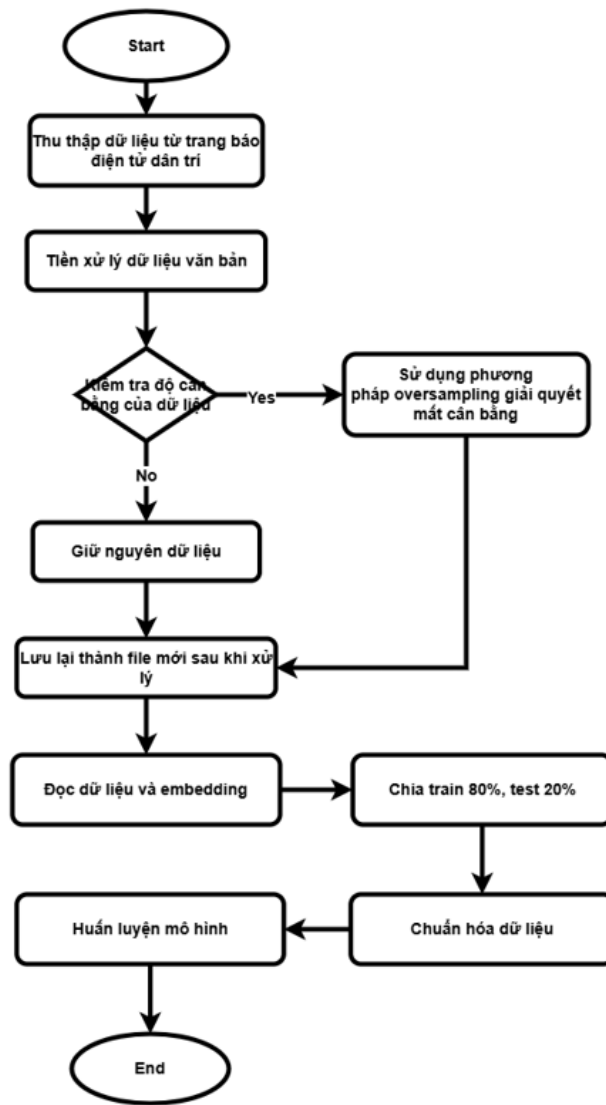 Start
Thu thập dữ liệu từ trang báo
điện tử dân trí
Tiền xử lý dữ liệu văn bản
Kiểm tra độ cân
bằng của dữ liệu
Yes
Sử dụng phương
pháp oversampling giải quyết
mất cân bằng
No
Giữ nguyên dữ liệu
Lưu lại thành file mới sau khi xử
lý
Đọc dữ liệu và embedding
Chia train 80%, test 20%
Huấn luyện mô hình
Chuẩn hóa dữ liệu
End